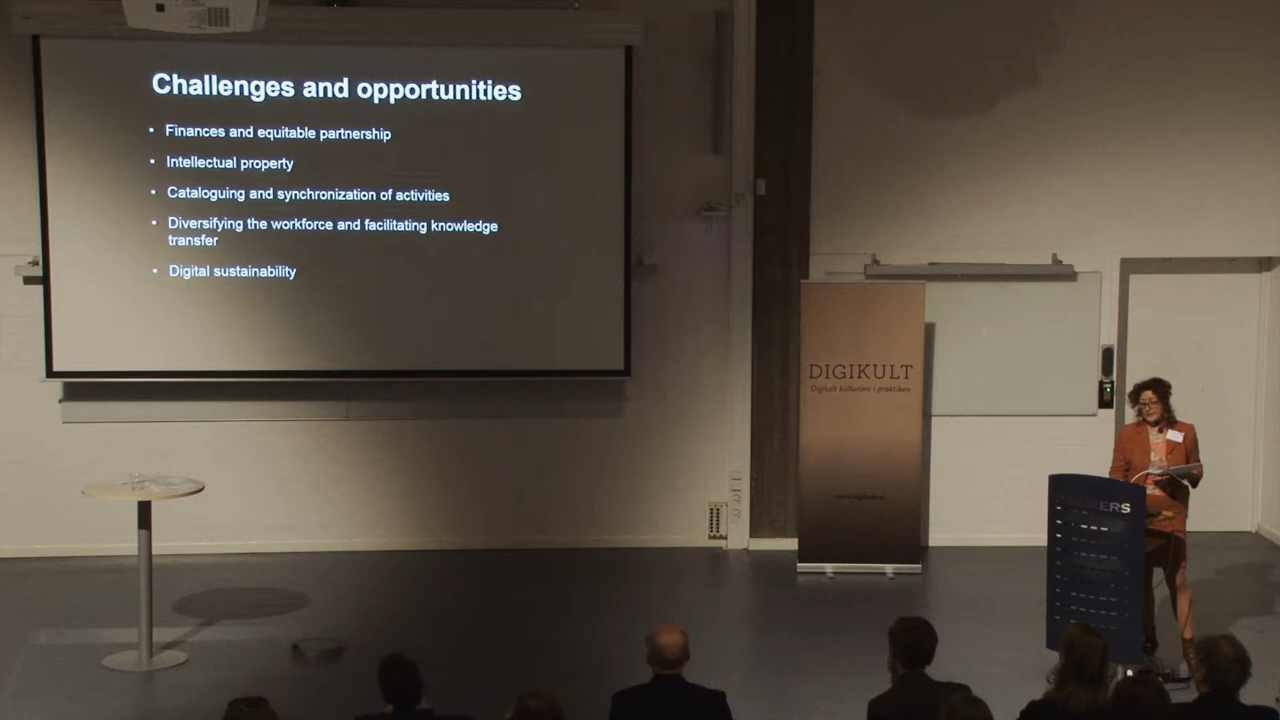 Challenges and opportunities
• Finances and equitable partnership
• Intellectual property
• Cataloguing and synchronization of activities
• Diversifying the workforce and facilitating knowledge
transfer
• Digital sustainability
DIGIKULT
Digitalt kulturarv i praktiken